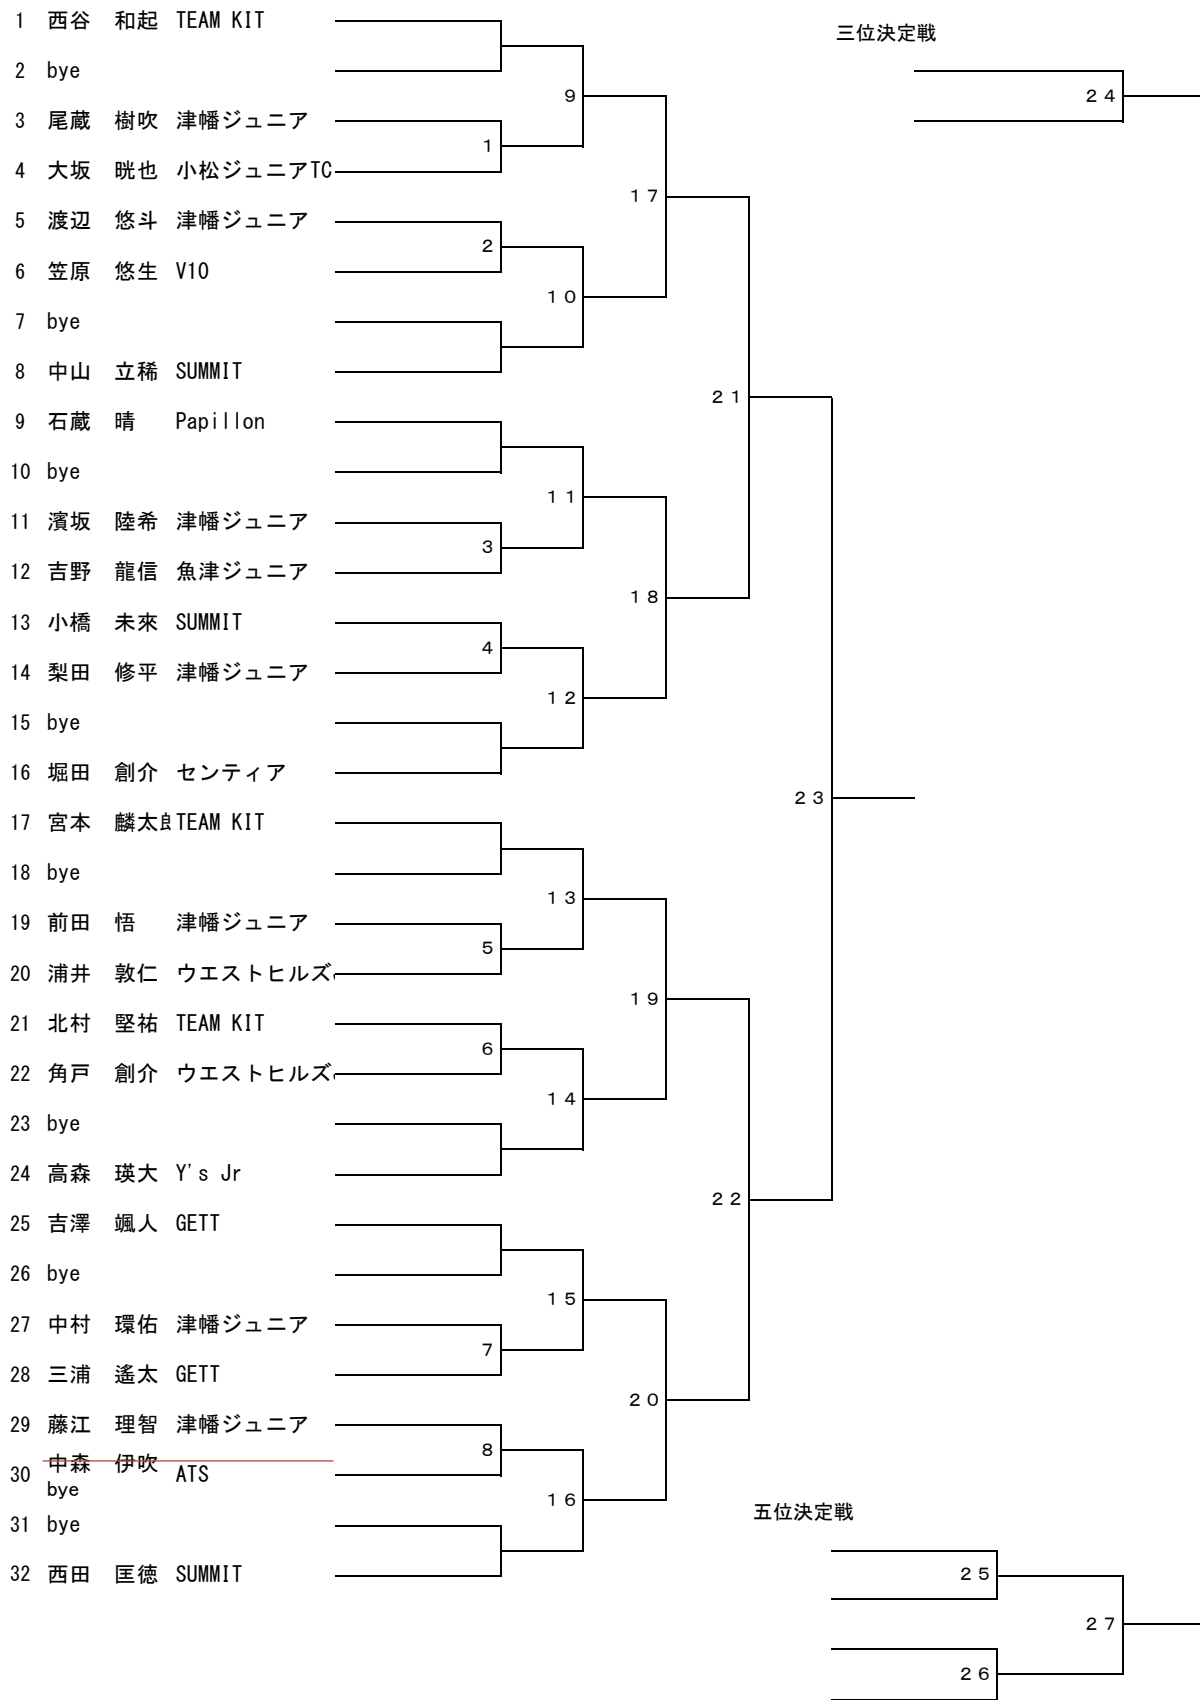 1 西谷 和起 TEAM KIT
三位決定戦
2 bye
24
9
3 尾蔵 樹吹 津幡ジュニア
1
4 大坂 晄也 小松ジュニアTC
17
5 渡辺 悠斗 津幡ジュニア
2
6 笠原 悠生 V10
10
7 bye
8 中山 立稀 SUMMIT
21
9 石蔵 晴 Papillon
10 bye
11
11 濱坂 陸希 津幡ジュニア
3
12 吉野 龍信 魚津ジュニア
18
13 小橋 未來 SUMMIT
4
14 梨田 修平 津幡ジュニア
12
15 bye
16 堀田 創介 センティア
23
17 宮本 麟太郎 TEAM KIT
18 bye
13
19 前田 悟 津幡ジュニア
5
20 浦井 敦仁 ウエストヒルズ
19
21 北村 堅祐 TEAM KIT
6
22 角戸 創介 ウエストヒルズ
14
23 bye
24 高森 瑛大 Y's Jr
22
25 吉澤 颯人 GETT
26 bye
15
27 中村 環佑 津幡ジュニア
7
28 三浦 遙太 GETT
20
29 藤江 理智 津幡ジュニア
8
中森 伊吹
30 ATS
bye
16
五位決定戦
31 bye
32 西田 匡徳 SUMMIT
25
27
26